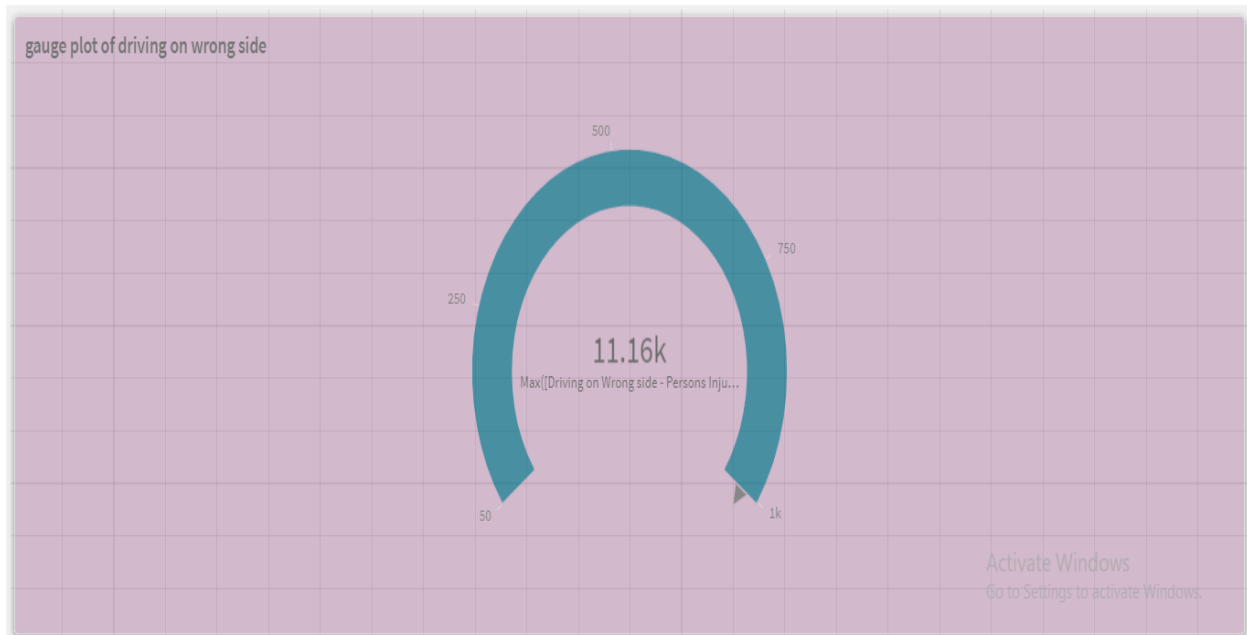 gauge plot of driving on wrong side
500
750
250
11.16k
Max([Driving on Wrong side - Persons Inju...
50
1k
Activate Windows
Go to Settings to activate Windows.